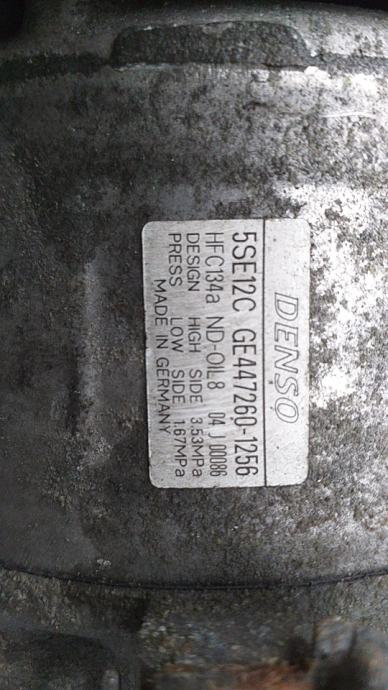 DENSO
5SE12C GE447260-1256
HFC134a ND-OIL8 04 J 00086
DESIGN HIGH SIDE 3.53MPa
PRESS LOW SIDE 1.67MPa
MADE IN GERMANY